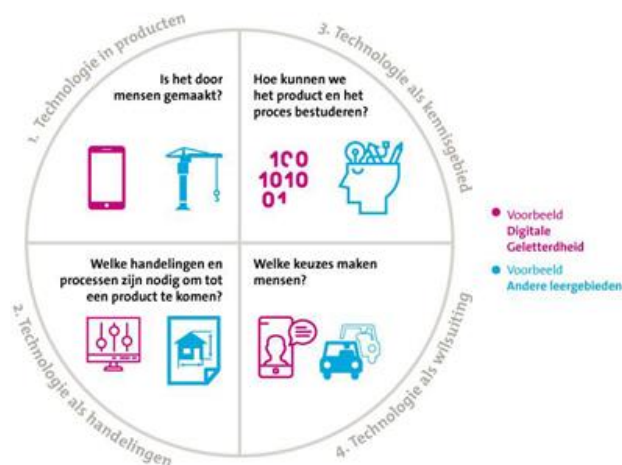 1. Technologie in producten
Is het door
mensen gemaakt?
3. Technologie als kennisgebied
Hoe kunnen we
het product en het
proces bestuderen?
100
1010
01
2. Technologie als handelingen
Welke handelingen en
processen zijn nodig om tot
een product te komen?
4. Technologie als wilsuiting
Welke keuzes maken
mensen?
Voorbeeld
Digitale
Geletterdheid
Voorbeeld
Andere leergebieden